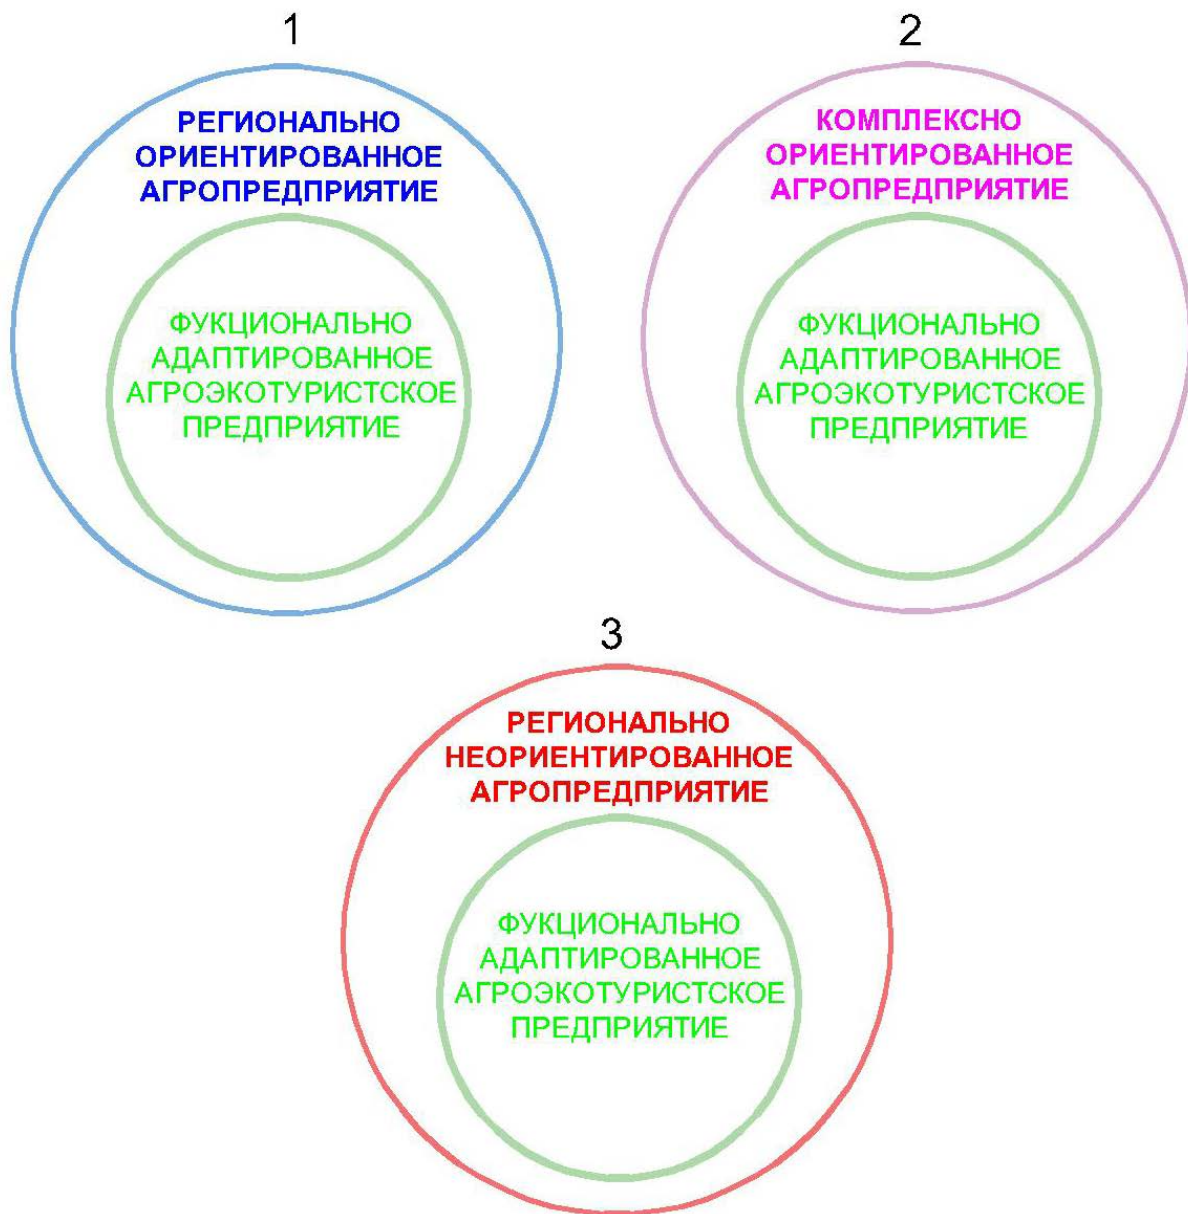 1
РЕГИОНАЛЬНО
ОРИЕНТИРОВАННОЕ
АГРОПРЕДПРИЯТИЕ
ФУКЦИОНАЛЬНО
АДАПТИРОВАННОЕ
АГРОЭКОТУРИСТСКОЕ
ПРЕДПРИЯТИЕ
2
КОМПЛЕКСНО
ОРИЕНТИРОВАННОЕ
АГРОПРЕДПРИЯТИЕ
ФУКЦИОНАЛЬНО
АДАПТИРОВАННОЕ
АГРОЭКОТУРИСТСКОЕ
ПРЕДПРИЯТИЕ
3
РЕГИОНАЛЬНО
НЕОРИЕНТИРОВАННОЕ
АГРОПРЕДПРИЯТИЕ
ФУКЦИОНАЛЬНО
АДАПТИРОВАННОЕ
АГРОЭКОТУРИСТСКОЕ
ПРЕДПРИЯТИЕ